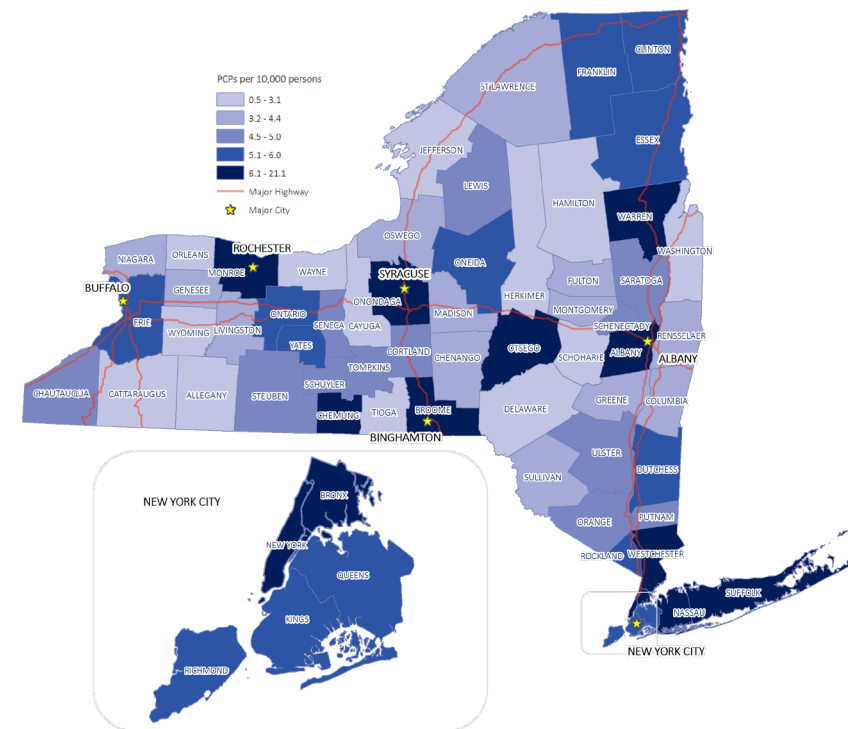 PCPs per 10,000 persons
0.5 - 3.1
3.2 - 4.4
4.5 - 5.0
5.1 - 6.0
6.1 - 21.1
Major Highway
Major City
CLINTON
FRANKLIN
ST LAWRENCE
ESSEX
JEFFERSON
LEWIS
HAMILTON
WARREN
WASHINGTON
OSWEGO
ONEIDA
ROCHESTER
NIAGARA
ORLEANS
MONROE
WAYNE
SYRACUSE
SARATOGA
FULTON
BUFFALO
GENESEE
ONONDAGA
HERKIMER
MONTGOMERY
ERIE
ONTARIO
SENECA
CAYUGA
MADISON
SCHENECTADY
RENSSELAER
WYOMING
LIVINGSTON
YATES
CORTLAND
CHENANGO
OTSEGO
SCHOHARIE
ALBANY
ALBANY
TOMPKINS
SCHUYLER
CHAUTAUQUA
CATTARAUGUS
ALLEGANY
STEUBEN
CHEMUNG
TIOGA
BROOME
DELAWARE
GREENE
COLUMBIA
BINGHAMTON
ULSTER
DUTCHESS
SULLIVAN
ORANGE
PUTNAM
ROCKLAND
WESTCHESTER
SUFFOLK
NASSAU
NEW YORK CITY
NEW YORK CITY
BRONX
NEW YORK
QUEENS
KINGS
RICHMOND